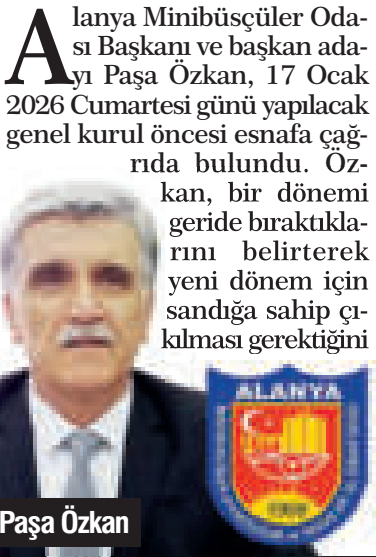 Alanya Minibüsçüler Oda-
sı Başkanı ve başkan ada-
yı Paşa Özkan, 17 Ocak
2026 Cumartesi günü yapılacak
genel kurul öncesi esnafa çağ-
rıda bulundu. Öz-
kan, bir dönemi
geride bıraktıkla-
rını belirterek
yeni dönem için
sandığa sahip çı-
kılması gerektiğini
ALANYA
Paşa Özkan